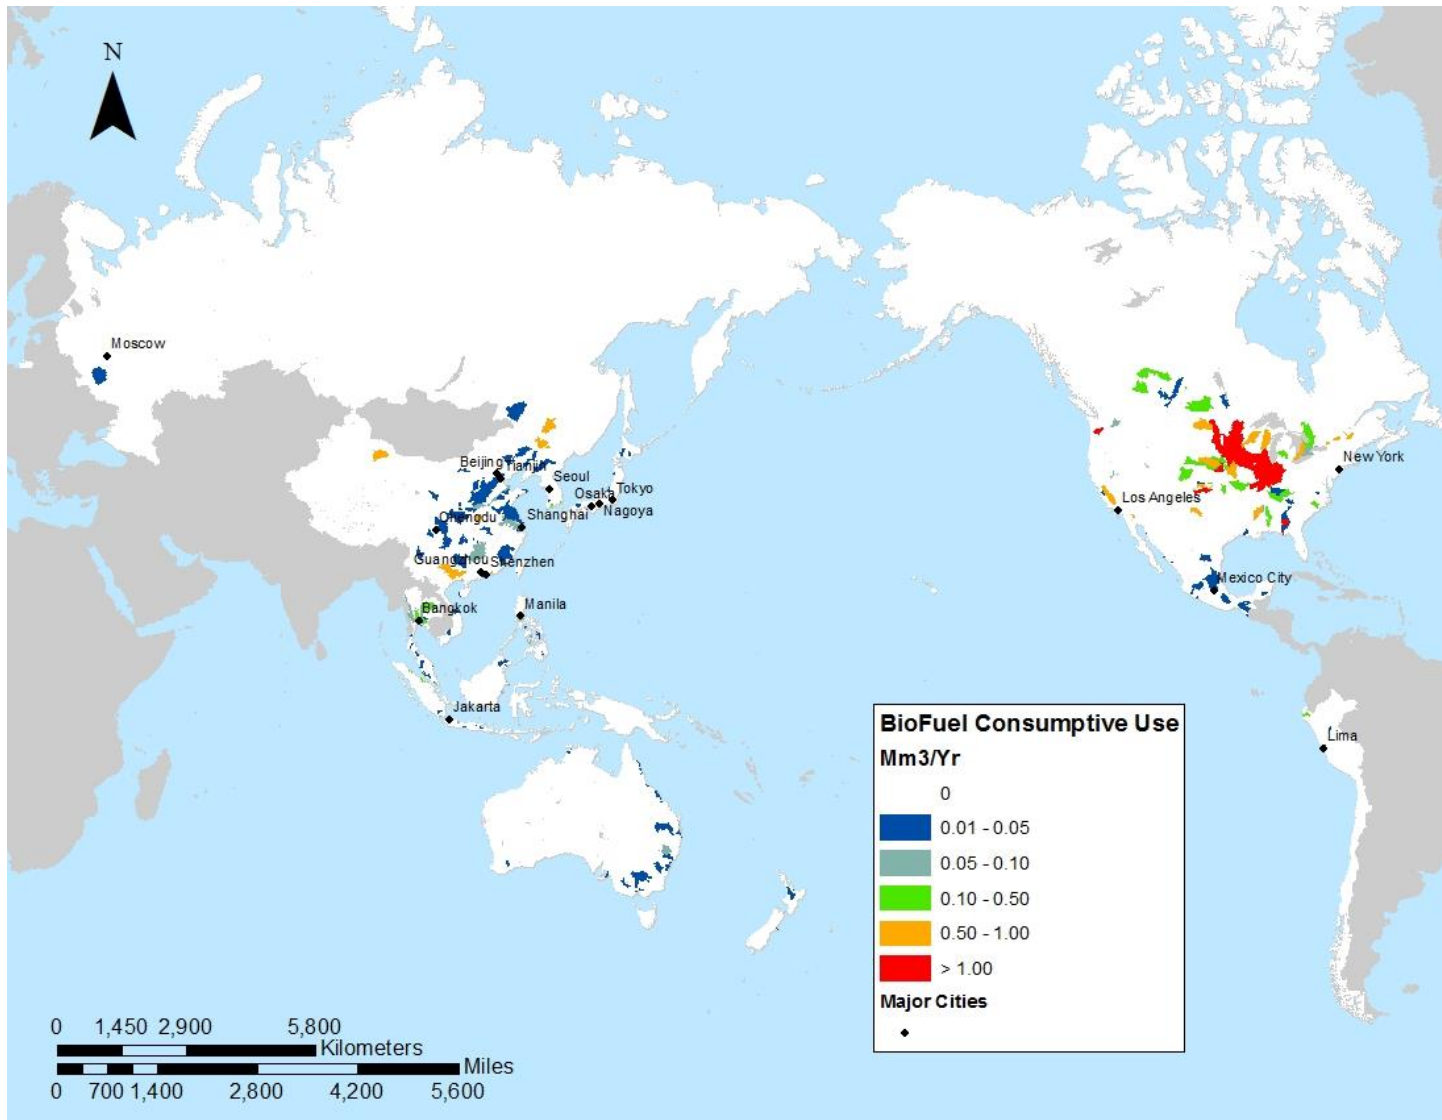 N
Moscow
Beijing
Tianjin
Seoul
Osaka
Tokyo
Nagoya
Shanghai
Chengdu
Guangzhou
Shenzhen
Bangkok
Manila
Jakarta
New York
Los Angeles
Mexico City
Lima
BioFuel Consumptive Use
Mm3/Yr
0
0.01 - 0.05
0.05 - 0.10
0.10 - 0.50
0.50 - 1.00
> 1.00
Major Cities
0 1,450 2,900 5,800
Kilometers
Miles
0 700 1,400 2,800 4,200 5,600